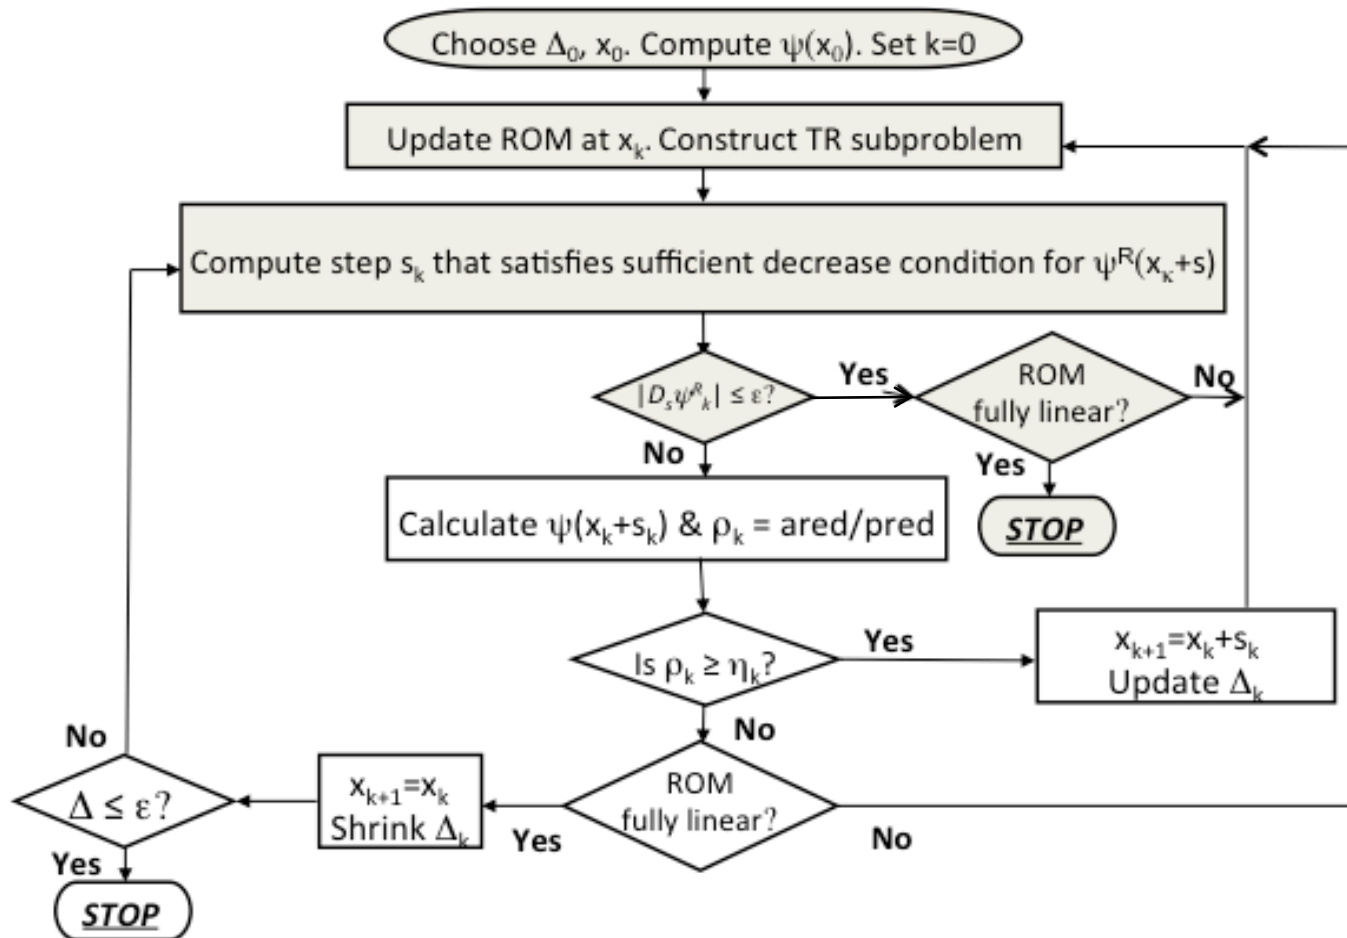 Choose Δ₀, x₀. Compute ψ(x₀). Set k=0
Update ROM at xₖ. Construct TR subproblem
Compute step sₖ that satisfies sufficient decrease condition for ψᴿ(x_κ+s)
|Dₛψᴿₖ| ≤ ε?
Yes
ROM
fully linear?
No
No
Yes
STOP
Calculate ψ(xₖ+sₖ) & ρₖ = ared/pred
Is ρₖ ≥ ηₖ?
Yes
xₖ₊₁=xₖ+sₖ
Update Δₖ
No
ROM
fully linear?
Yes
No
xₖ₊₁=xₖ
Shrink Δₖ
No
Δ ≤ ε?
Yes
STOP